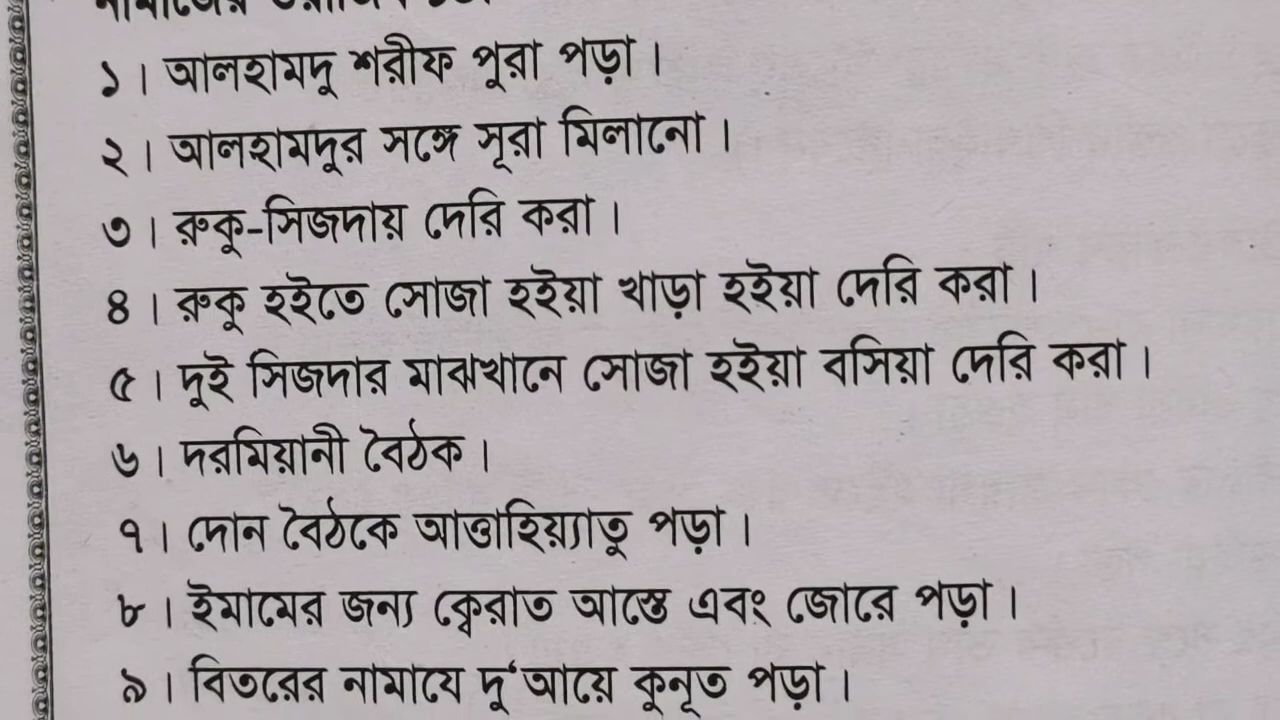 ১। আলহামদু শরীফ পুরা পড়া।
২। আলহামদুর সঙ্গে সূরা মিলানো।
৩। রুকু-সিজদায় দেরি করা।
৪। রুকু হইতে সোজা হইয়া খাড়া হইয়া দেরি করা।
৫। দুই সিজদার মাঝখানে সোজা হইয়া বসিয়া দেরি করা।
৬। দরমিয়ানী বৈঠক।
৭। দোন বৈঠকে আত্তাহিয়্যাতু পড়া।
৮। ইমামের জন্য ক্বেরাত আস্তে এবং জোরে পড়া।
৯। বিতরের নামাযে দু‘আয়ে কুনূত পড়া।